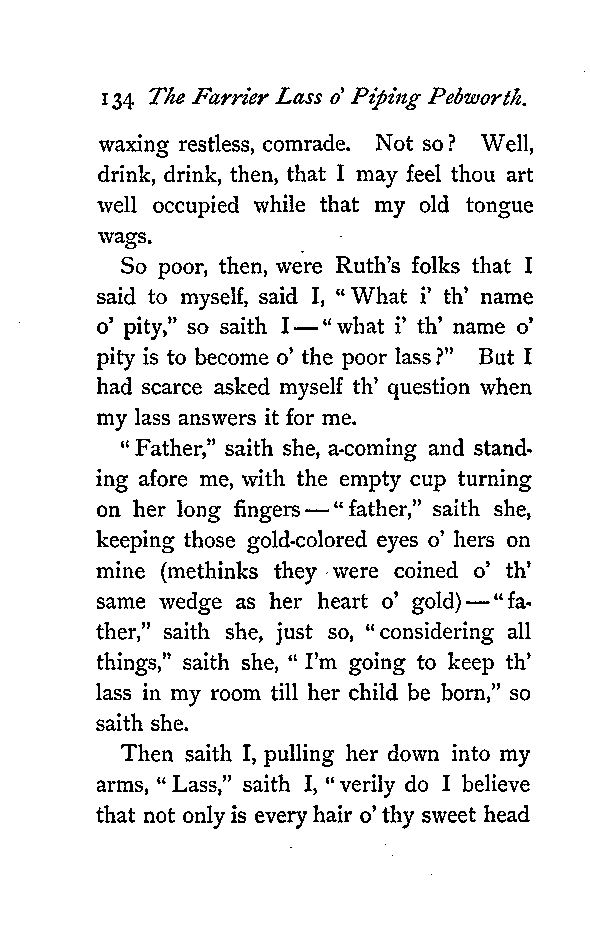 134 The Farrier Lass o' Piping Pebworth.
waxing restless, comrade. Not so? Well,
drink, drink, then, that I may feel thou art
well occupied while that my old tongue
wags.
So poor, then, were Ruth's folks that I
said to myself, said I, "What i' th' name
o' pity," so saith I—"what i' th' name o'
pity is to become o' the poor lass?" But I
had scarce asked myself th' question when
my lass answers it for me.
"Father," saith she, a-coming and stand-
ing afore me, with the empty cup turning
on her long fingers—"father," saith she,
keeping those gold-colored eyes o' hers on
mine (methinks they were coined o' th'
same wedge as her heart o' gold)—"fa-
ther," saith she, just so, "considering all
things," saith she, "I'm going to keep th'
lass in my room till her child be born," so
saith she.
Then saith I, pulling her down into my
arms, "Lass," saith I, "verily do I believe
that not only is every hair o' thy sweet head